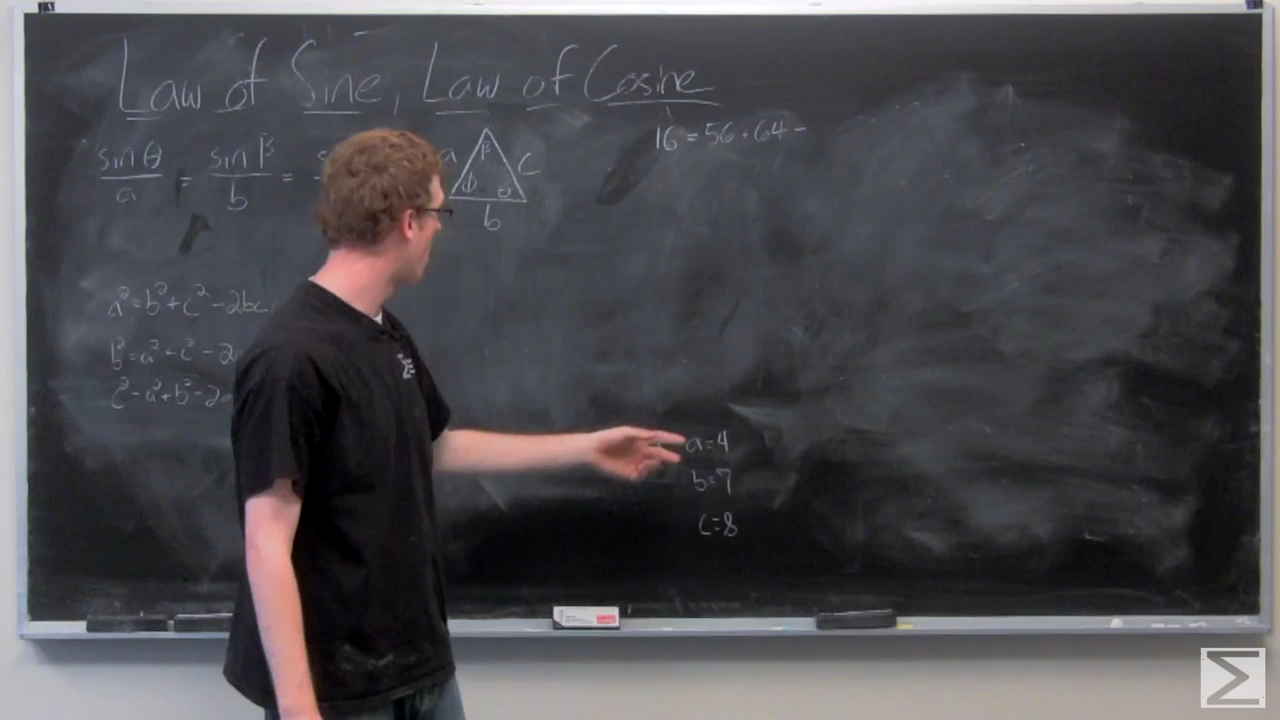 Law of Sine, Law of Cosine
sin θ / a = sin β / b =
a β c
ϕ θ
b
16 = 56 + 64 -
a² = b² + c² - 2bc
b² = a² + c² - 2
c² - a² + b² - 2a
a = 4
b = 7
c = 8
Σ